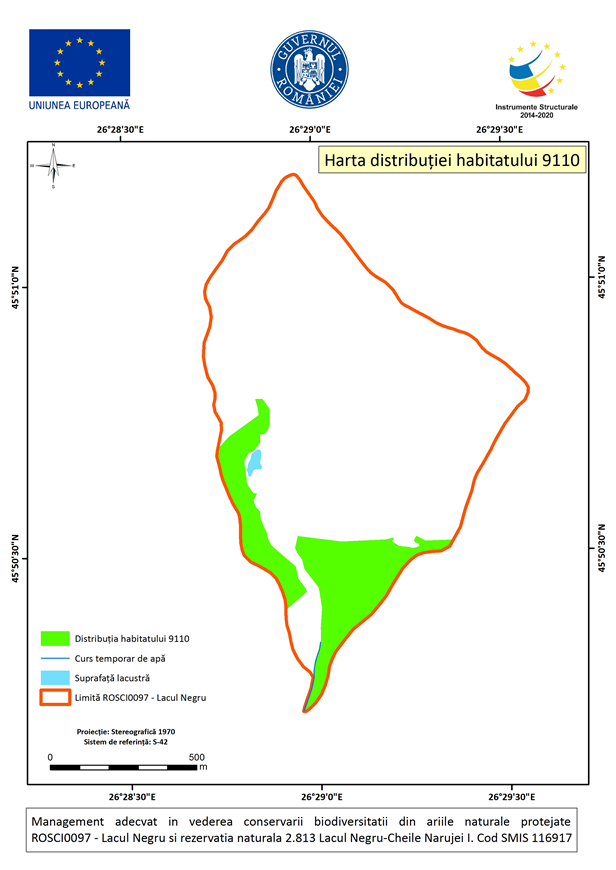 UNIUNEA EUROPEANĂ
GUVERNUL ROMÂNIEI
Instrumente Structurale
2014-2020
26°28'30"E
26°29'0"E
26°29'30"E
Harta distribuției habitatului 9110
N
E
S
45°51'0"N
45°51'0"N
45°50'30"N
45°50'30"N
Distribuția habitatului 9110
Curs temporar de apă
Suprafață lacustră
Limită ROSCI0097 - Lacul Negru
Proiecție: Stereografică 1970
Sistem de referință: S-42
0 500
m
26°28'30"E
26°29'0"E
26°29'30"E
Management adecvat in vederea conservarii biodiversitatii din ariile naturale protejate
ROSCI0097 - Lacul Negru si rezervatia naturala 2.813 Lacul Negru-Cheile Narujei I. Cod SMIS 116917